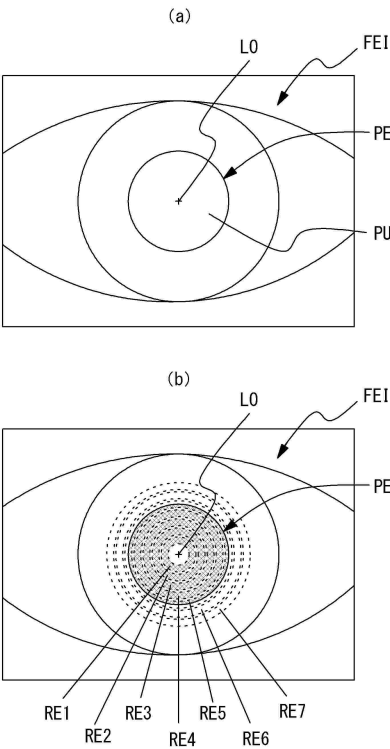 (a)
L0
FEI
PE
PU
(b)
L0
FEI
PE
RE1
RE2
RE3
RE4
RE5
RE6
RE7